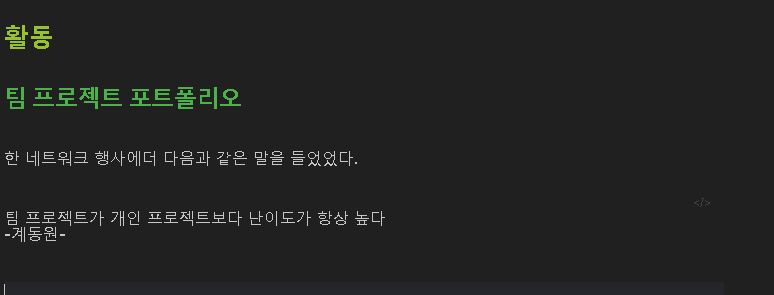 활동
팀 프로젝트 포트폴리오
한 네트워크 행사에더 다음과 같은 말을 들었었다.
</>
팀 프로젝트가 개인 프로젝트보다 난이도가 항상 높다
-계동원-